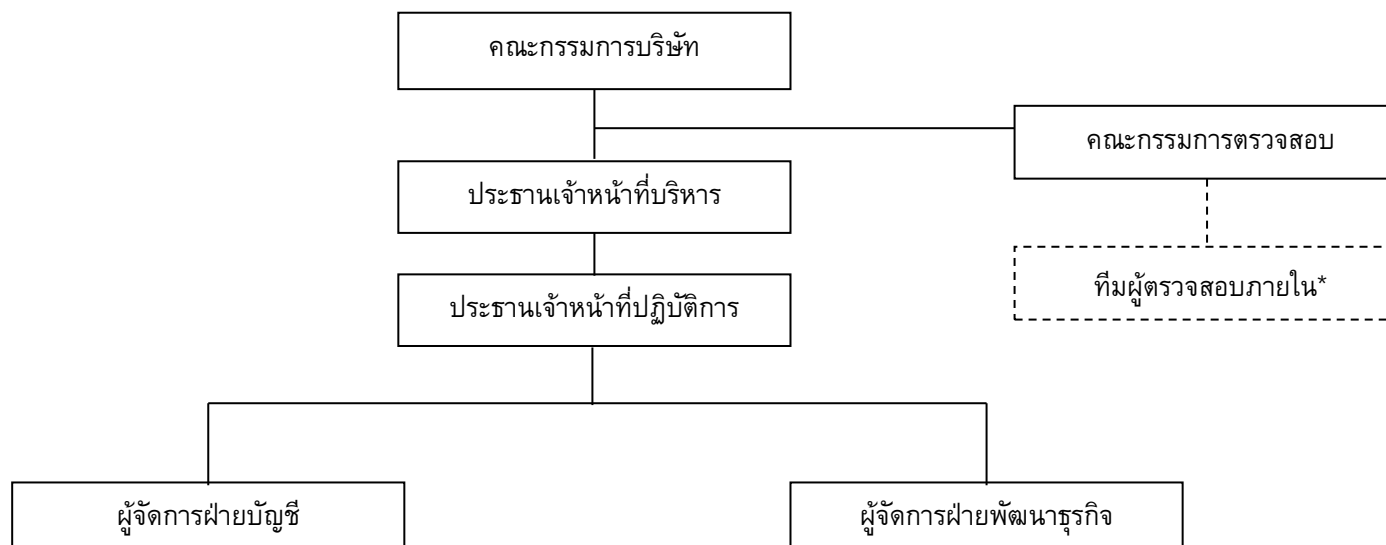 คณะกรรมการบริษัท
คณะกรรมการตรวจสอบ
ประธานเจ้าหน้าที่บริหาร
ทีมผู้ตรวจสอบภายใน*
ประธานเจ้าหน้าที่ปฏิบัติการ
ผู้จัดการฝ่ายบัญชี
ผู้จัดการฝ่ายพัฒนาธุรกิจ